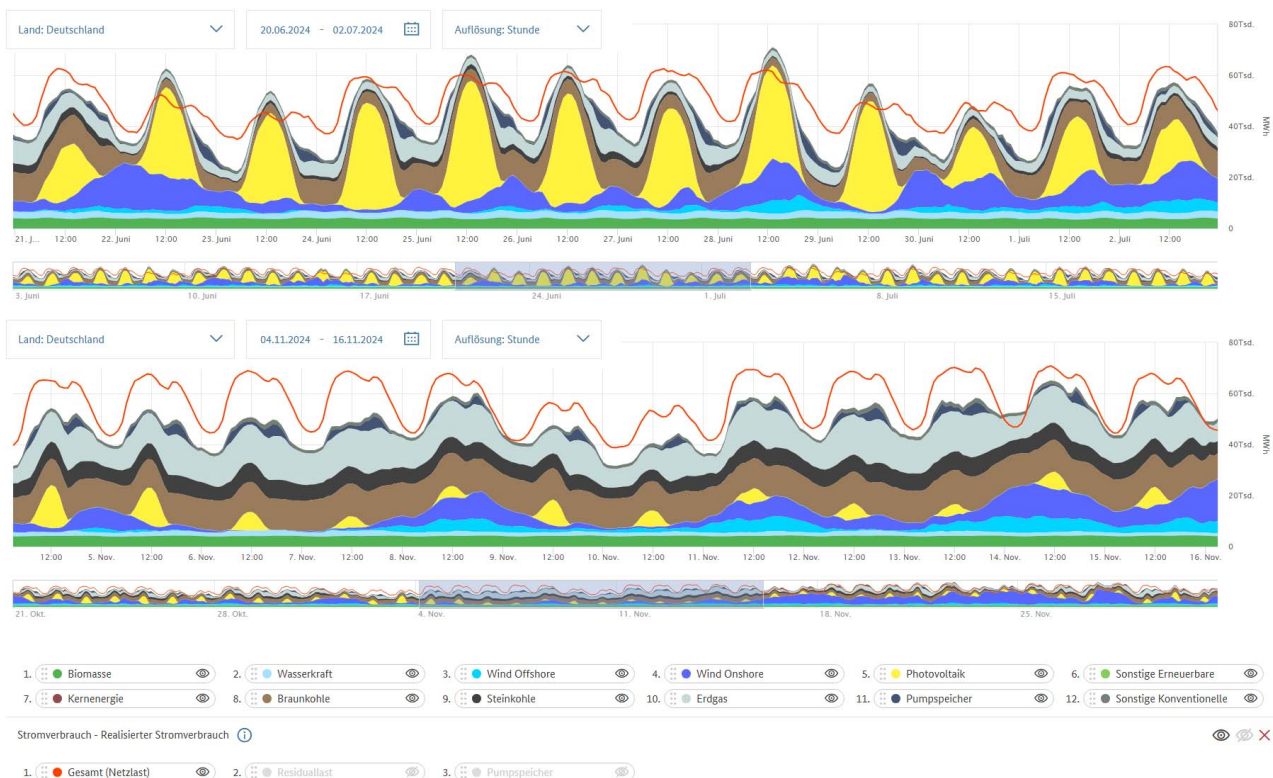 Land: Deutschland 20.06.2024 - 02.07.2024 Auflösung: Stunde
80Tsd.
60Tsd.
40Tsd.
20Tsd.
0
MWh
21. J... 12:00 22. Juni 12:00 23. Juni 12:00 24. Juni 12:00 25. Juni 12:00 26. Juni 12:00 27. Juni 12:00 28. Juni 12:00 29. Juni 12:00 30. Juni 12:00 1. Juli 12:00 2. Juli 12:00
3. Juni 10. Juni 17. Juni 24. Juni 1. Juli 8. Juli 15. Juli
Land: Deutschland 04.11.2024 - 16.11.2024 Auflösung: Stunde
80Tsd.
60Tsd.
40Tsd.
20Tsd.
0
MWh
12:00 5. Nov. 12:00 6. Nov. 12:00 7. Nov. 12:00 8. Nov. 12:00 9. Nov. 12:00 10. Nov. 12:00 11. Nov. 12:00 12. Nov. 12:00 13. Nov. 12:00 14. Nov. 12:00 15. Nov. 12:00 16. Nov.
21. Okt. 28. Okt. 4. Nov. 11. Nov. 18. Nov. 25. Nov.
1. Biomasse 2. Wasserkraft 3. Wind Offshore 4. Wind Onshore 5. Photovoltaik 6. Sonstige Erneuerbare
7. Kernenergie 8. Braunkohle 9. Steinkohle 10. Erdgas 11. Pumpspeicher 12. Sonstige Konventionelle
Stromverbrauch - Realisierter Stromverbrauch
1. Gesamt (Netzlast) 2. Residuallast 3. Pumpspeicher